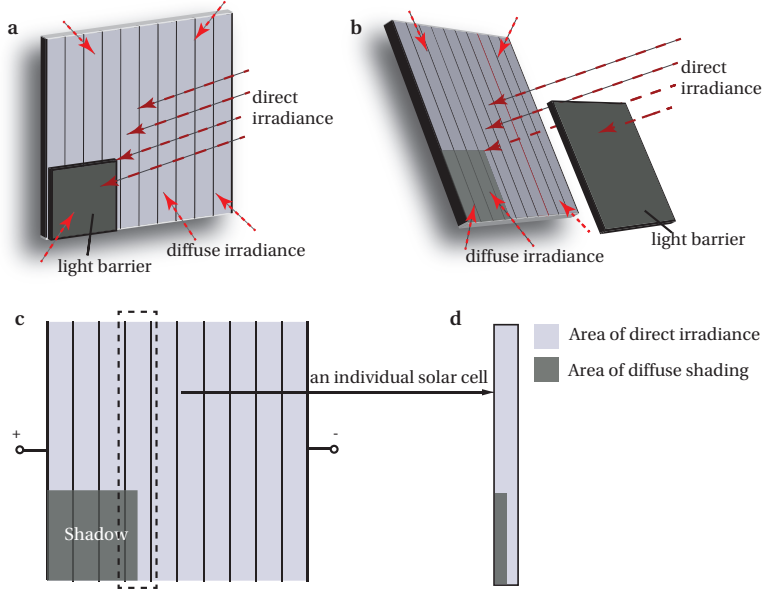 a
direct
irradiance
diffuse irradiance
light barrier
b
direct
irradiance
light barrier
diffuse irradiance
c
+
-
Shadow
an individual solar cell
d
Area of direct irradiance
Area of diffuse shading